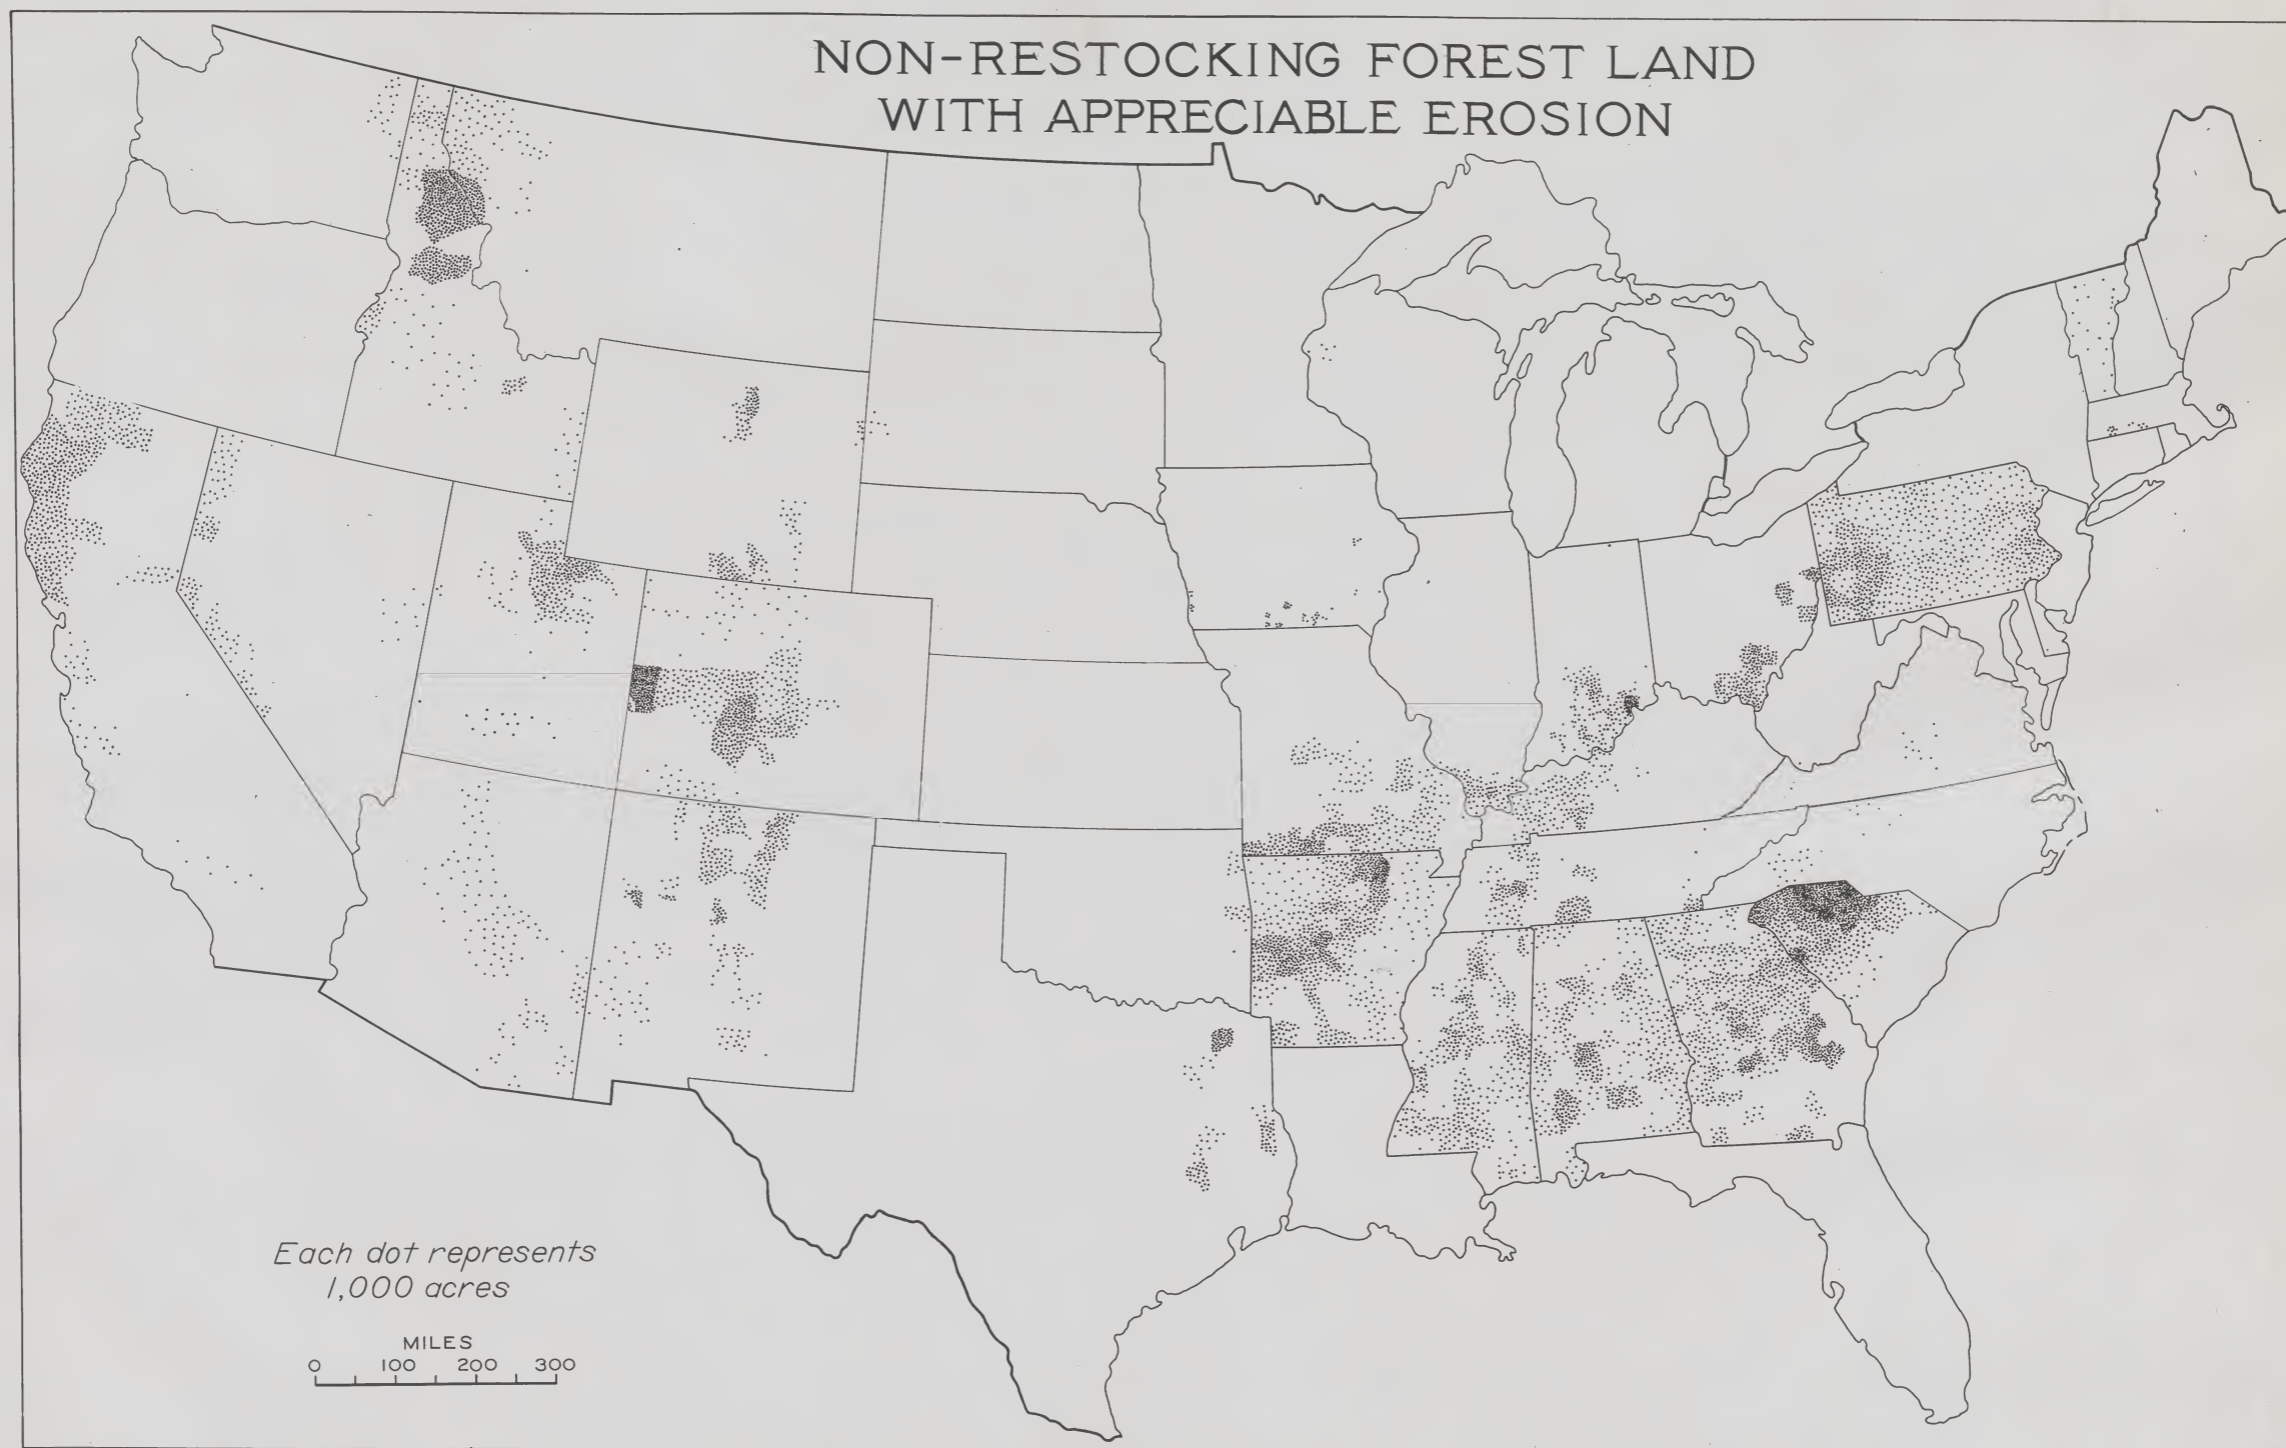 NON-RESTOCKING FOREST LAND
WITH APPRECIABLE EROSION
Each dot represents
1,000 acres
MILES
0 100 200 300